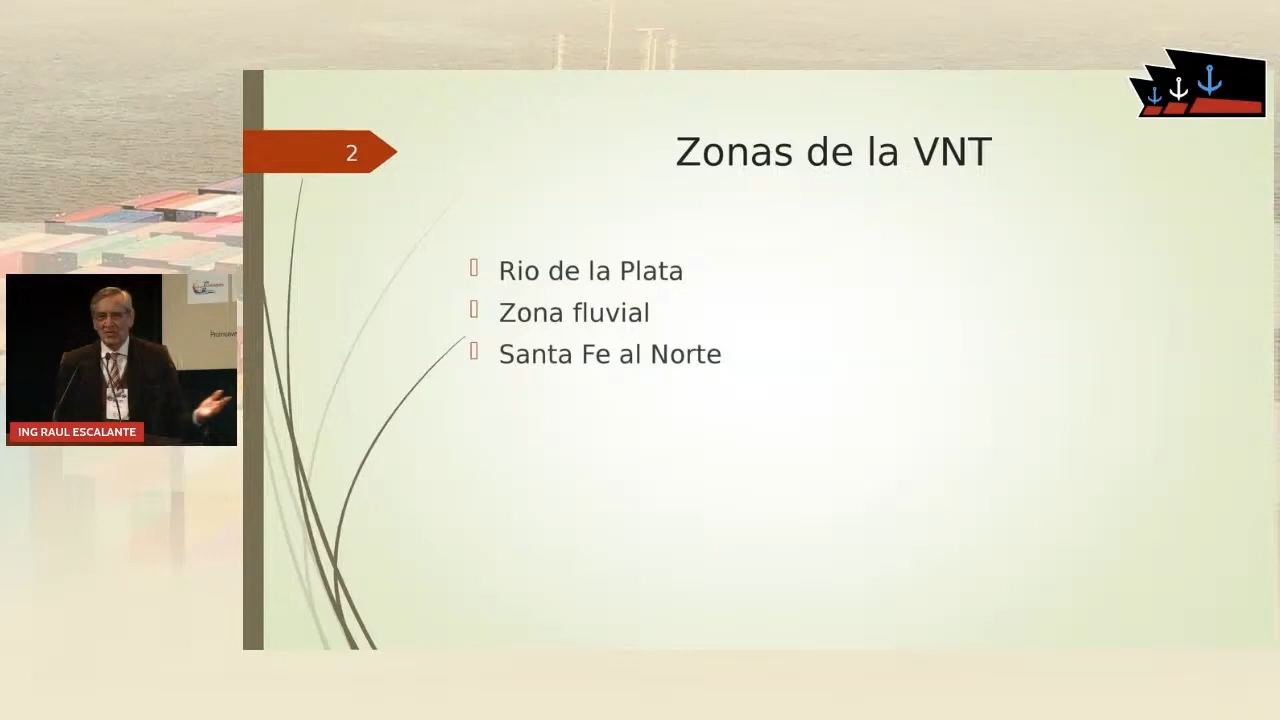 2
Zonas de la VNT
Rio de la Plata
Zona fluvial
Santa Fe al Norte
ING RAUL ESCALANTE